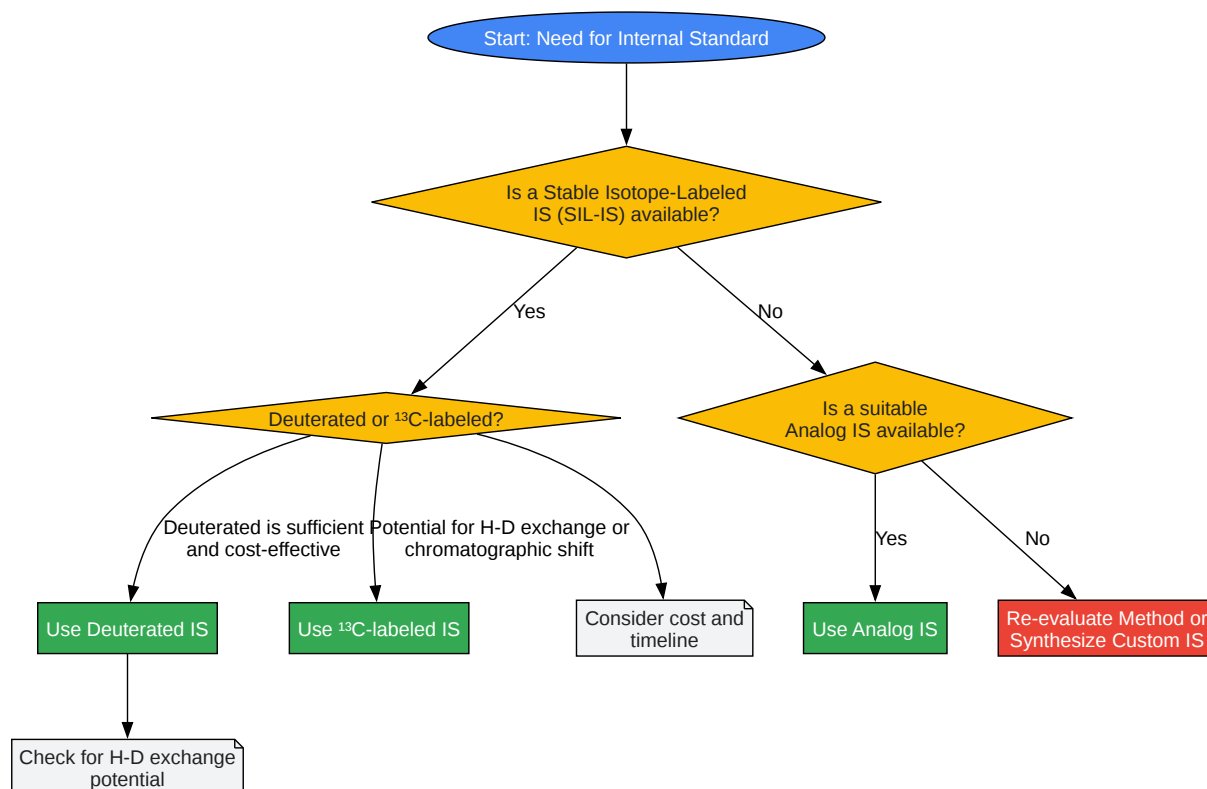 Start: Need for Internal Standard
Is a Stable Isotope-Labeled
IS (SIL-IS) available?
Yes
No
Deuterated or ¹³C-labeled?
Is a suitable
Analog IS available?
Deuterated is sufficient
and cost-effective
Potential for H-D exchange or
chromatographic shift
Yes
No
Use Deuterated IS
Use ¹³C-labeled IS
Consider cost and
timeline
Use Analog IS
Re-evaluate Method or
Synthesize Custom IS
Check for H-D exchange
potential